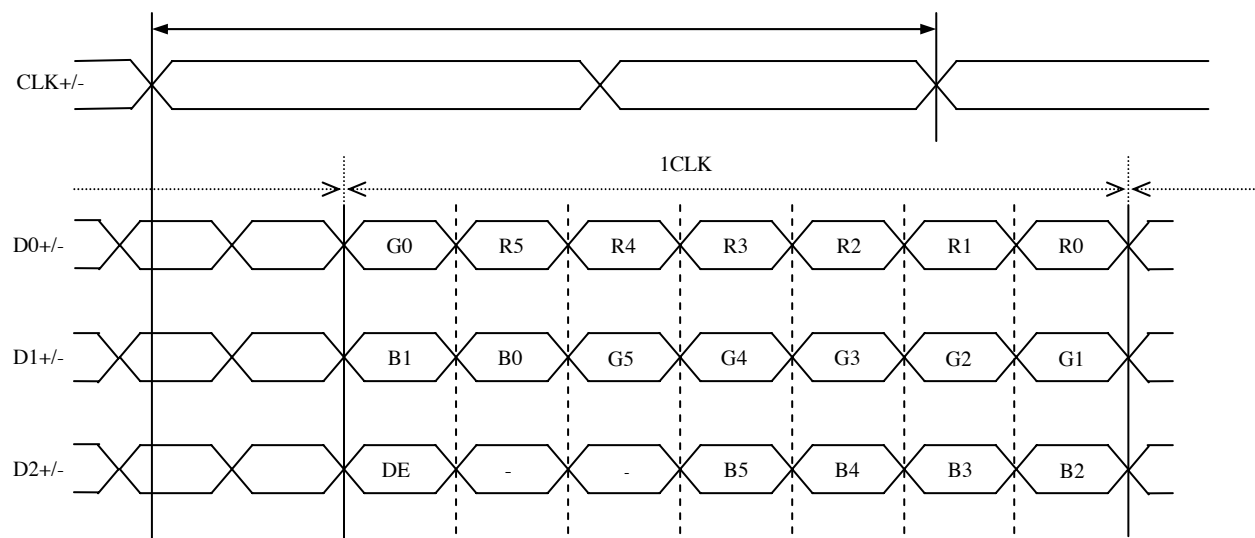 CLK+/-
1CLK
D0+/- G0 R5 R4 R3 R2 R1 R0
D1+/- B1 B0 G5 G4 G3 G2 G1
D2+/- DE - - B5 B4 B3 B2